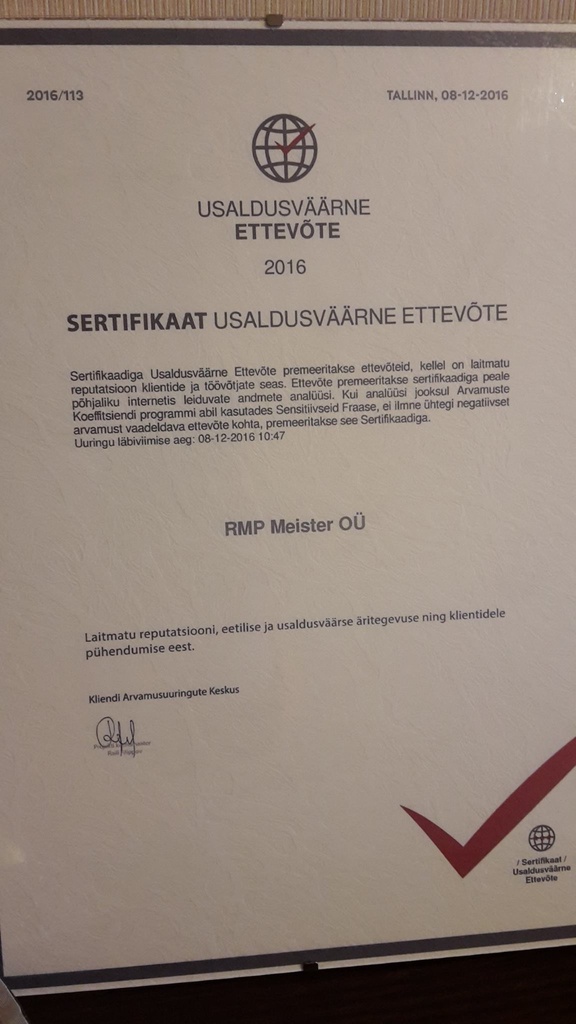 2016/113
TALLINN, 08-12-2016
USALDUSVÄÄRNE
ETTEVÕTE
2016
SERTIFIKAAT USALDUSVÄÄRNE ETTEVÕTE
Sertifikaadiga Usaldusväärne Ettevõte premeeritakse ettevõteid, kellel on laitmatu
reputatsioon klientide ja töövõtjate seas. Ettevõte premeeritakse sertifikaadiga peale
põhjaliku internetis leiduvate andmete analüüsi. Kui analüüsi jooksul Arvamuste
Koeffitsiendi programmi abil kasutades Sensitiivseid Fraase, ei ilmne ühtegi negatiivset
arvamust vaadeldava ettevõte kohta, premeeritakse see Sertifikaadiga.
Uuringu läbiviimise aeg: 08-12-2016 10:47
RMP Meister OÜ
Laitmatu reputatsiooni, eetilise ja usaldusväärse äritegevuse ning klientidele
pühendumise eest.
Kliendi Arvamusuuringute Keskus
/ Sertifikaat /
Usaldusväärne
Ettevõte